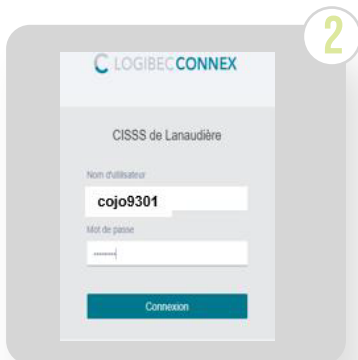 2
LOGIBEC CONNEX
CISSS de Lanaudière
Nom d'utilisateur
cojo9301
Mot de passe
Connexion